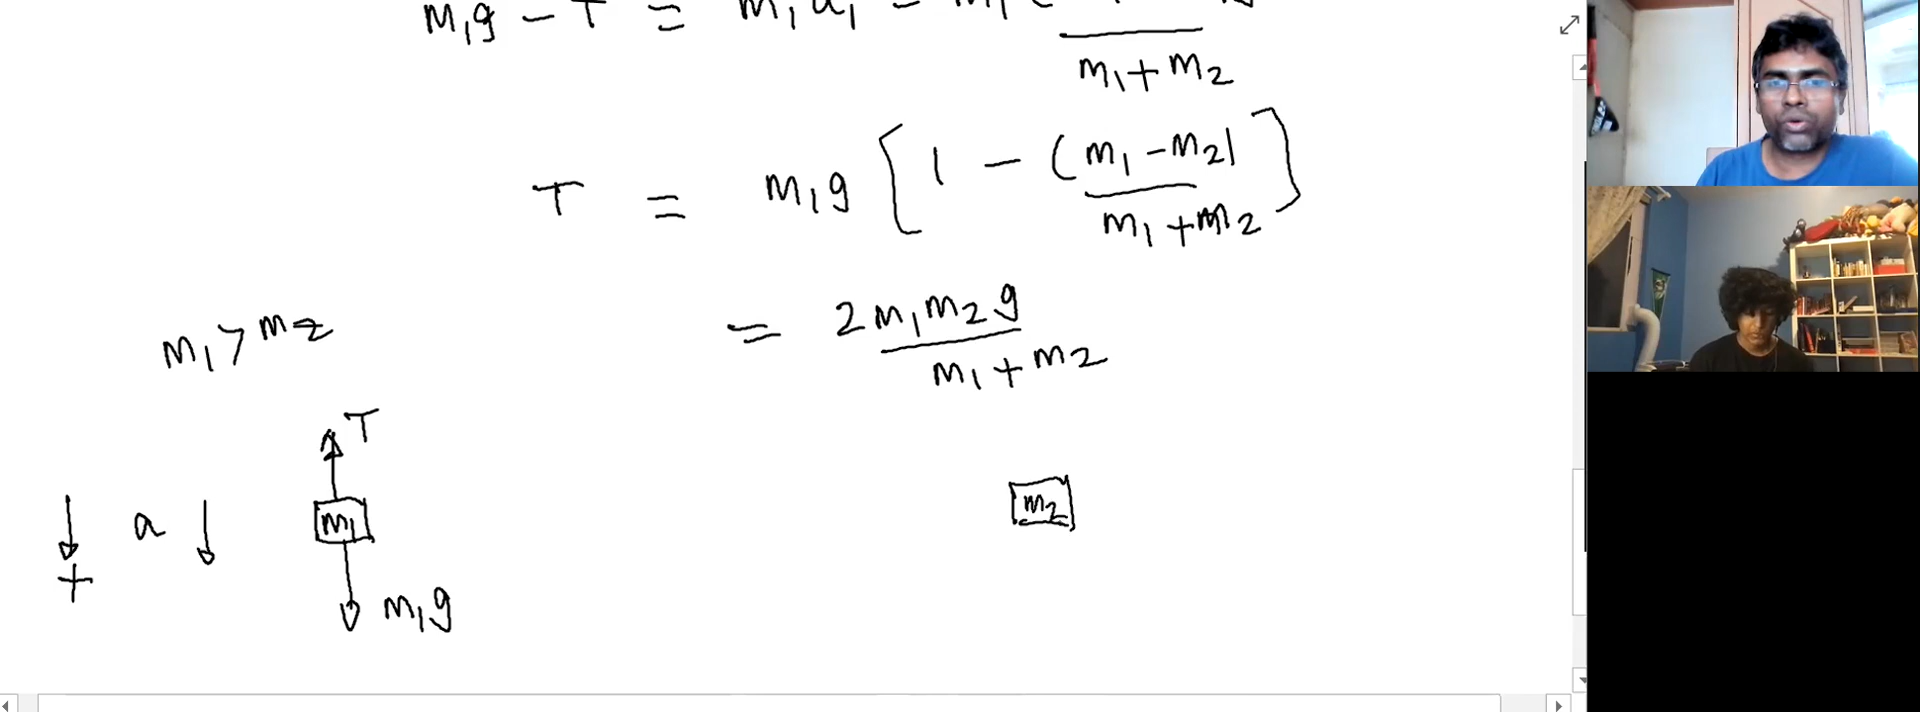 m₁g − T = m₁a₁ = m₁(
m₁ + m₂
T = m₁g [ 1 − (m₁ − m₂)
m₁ + m₂ ]
= 2m₁m₂g
m₁ + m₂
m₁ > m₂
T
m₁
m₂
a
+
m₁g